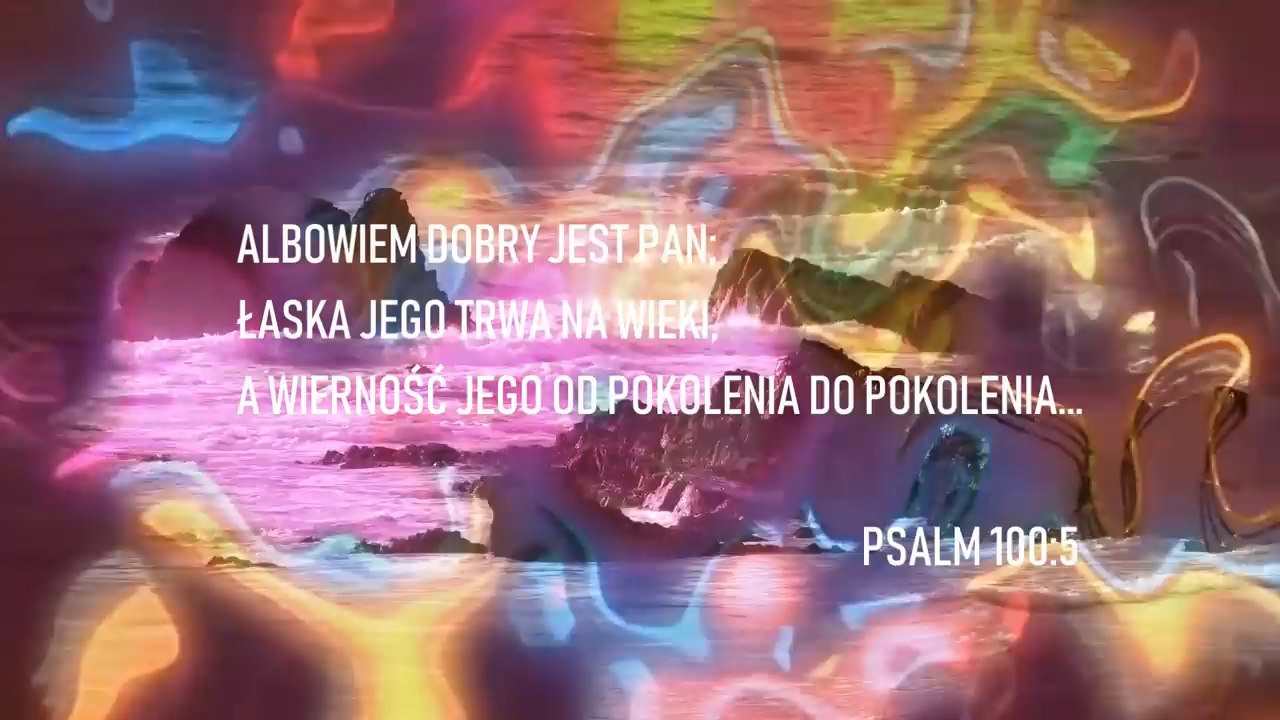 ALBOWIEM DOBRY JEST PAN;
ŁASKA JEGO TRWA NA WIEKI,
A WIERNOŚĆ JEGO OD POKOLENIA DO POKOLENIA...
PSALM 100:5